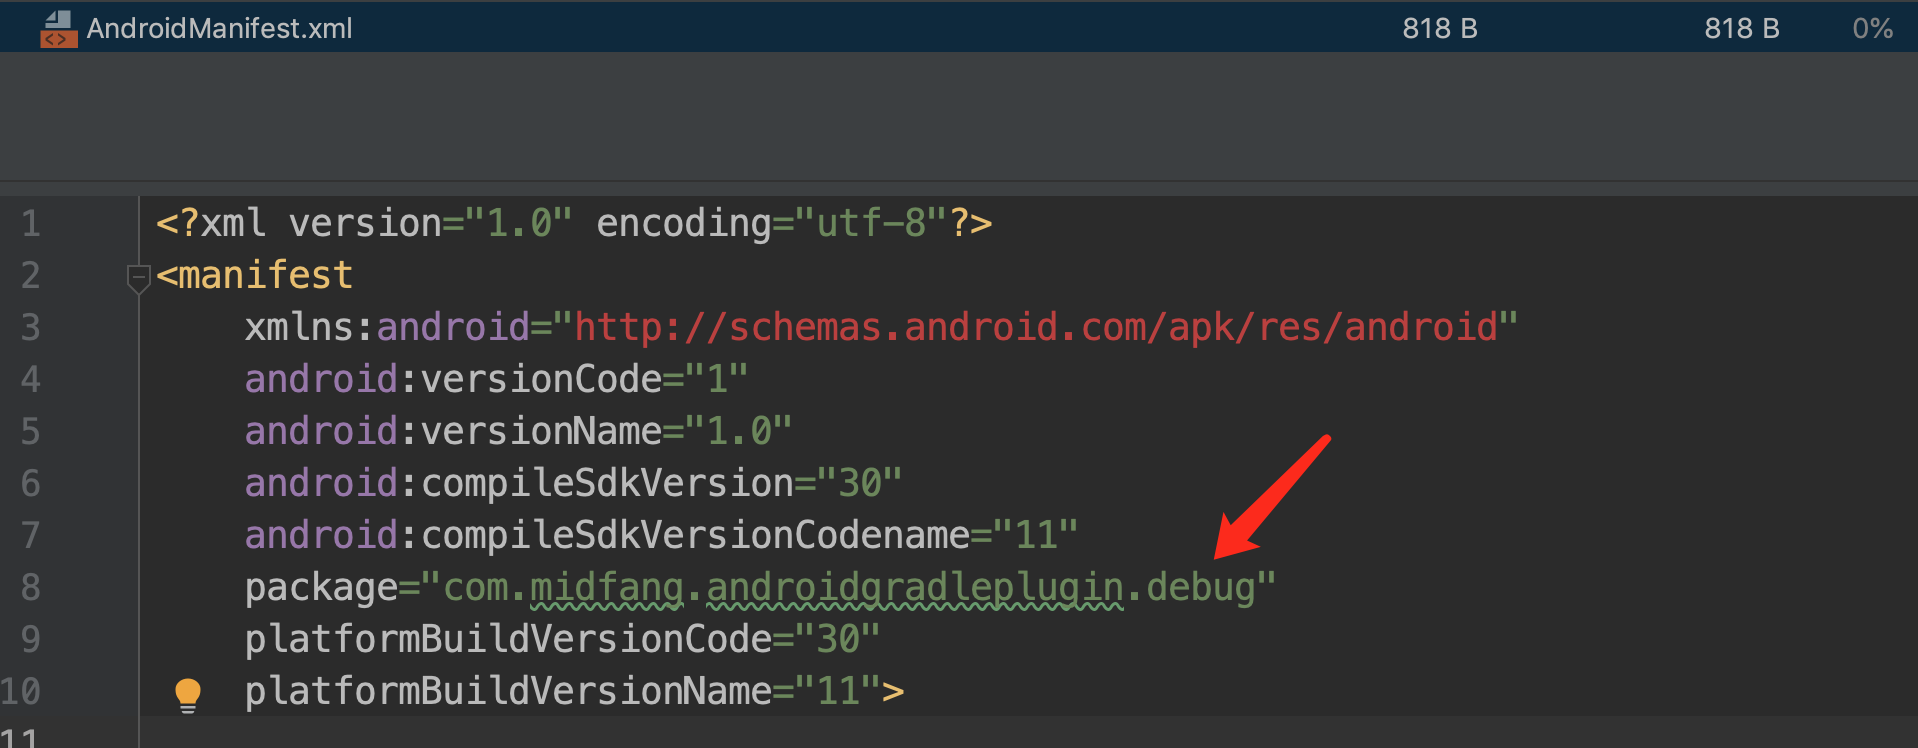 AndroidManifest.xml 818 B 818 B 0%
1 <?xml version="1.0" encoding="utf-8"?>
2 <manifest
3 xmlns:android="http://schemas.android.com/apk/res/android"
4 android:versionCode="1"
5 android:versionName="1.0"
6 android:compileSdkVersion="30"
7 android:compileSdkVersionCodename="11"
8 package="com.midfang.androidgradleplugin.debug"
9 platformBuildVersionCode="30"
10 platformBuildVersionName="11">
11